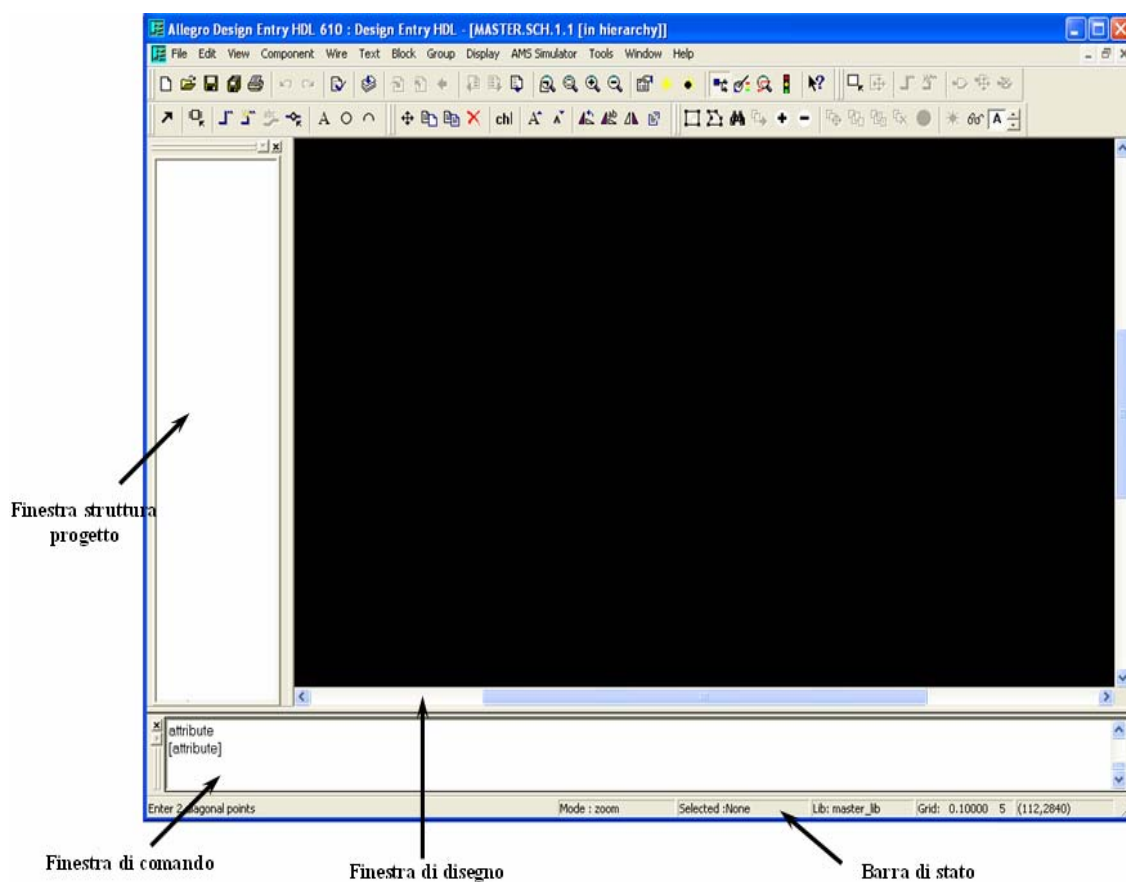 Allegro Design Entry HDL 610 : Design Entry HDL - [MASTER.SCH.1.1 [in hierarchy]]
File Edit View Component Wire Text Block Group Display AMS Simulator Tools Window Help
A
chl A A
A
Finestra struttura
progetto
attribute
[attribute]
Enter 2 diagonal points Mode : zoom Selected :None Lib: master_lib Grid: 0.10000 5 (112,2840)
Finestra di comando
Finestra di disegno
Barra di stato